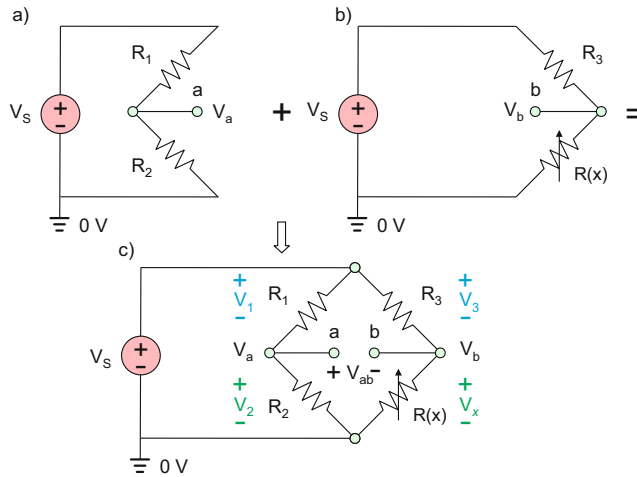 a)
b)
R1
R3
a
b
VS
+
−
Va
+
VS
+
−
Vb
=
R2
R(x)
0 V
0 V
c)
+
V1
−
R1
R3
+
V3
−
a
b
VS
+
−
Va
+ Vab −
Vb
+
V2
−
R2
R(x)
+
Vx
−
0 V